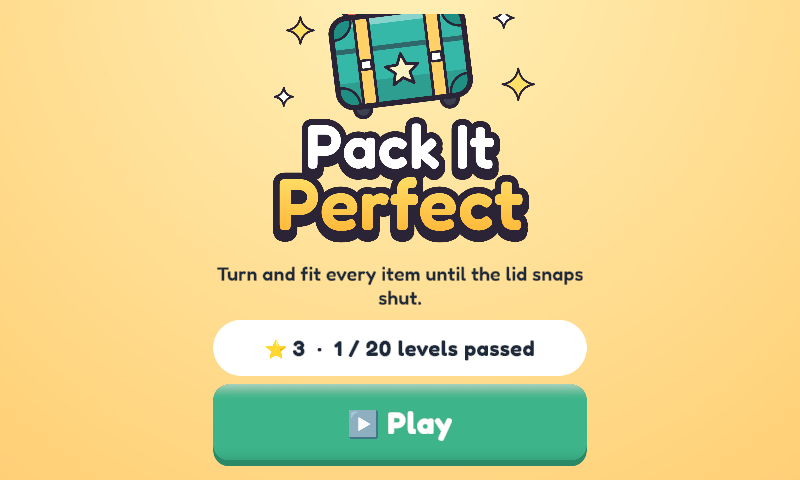 Pack It
Perfect
Turn and fit every item until the lid snaps
shut.
⭐ 3 · 1 / 20 levels passed
▶️ Play